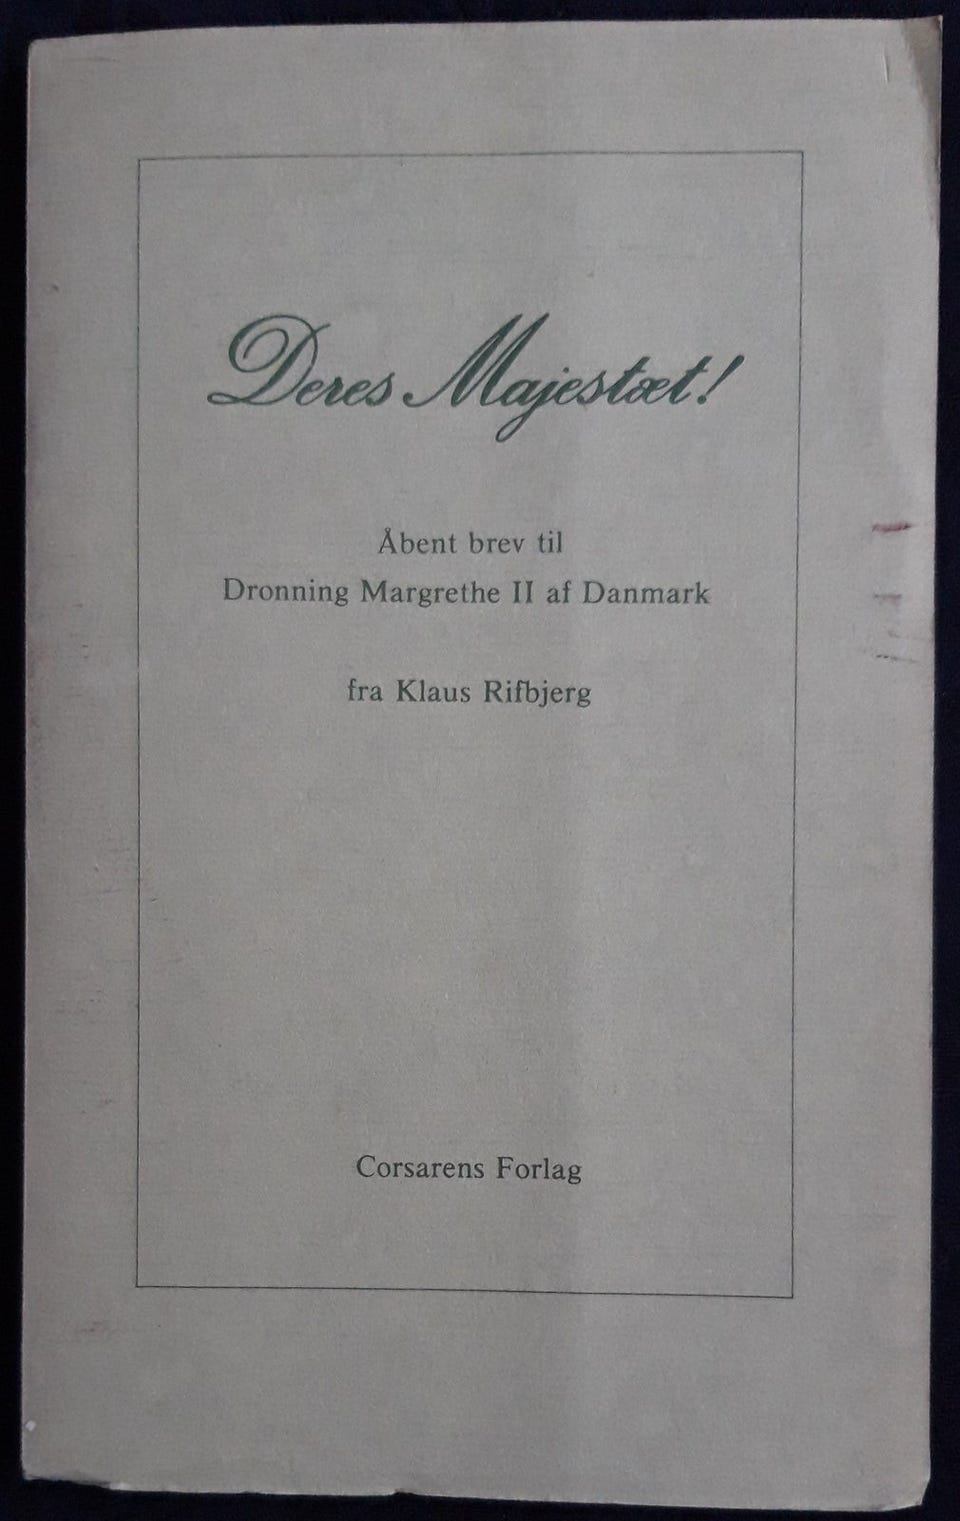 Deres Majestæt!
Åbent brev til
Dronning Margrethe II af Danmark
fra Klaus Rifbjerg
Corsarens Forlag